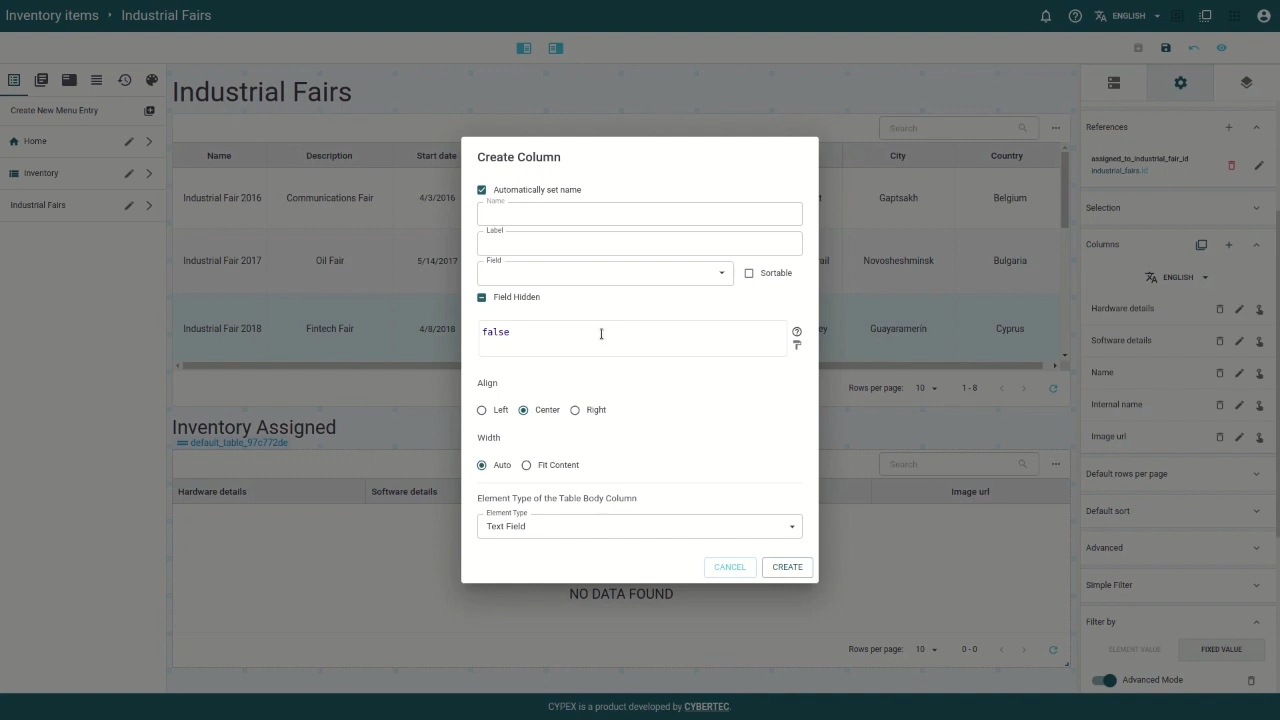 Inventory items › Industrial Fairs
ENGLISH
Create New Menu Entry
Home
Inventory
Industrial Fairs
Industrial Fairs
Search
Name Description Start date City Country
Industrial Fair 2016 Communications Fair 4/3/2016 Gaptsakh Belgium
Industrial Fair 2017 Oil Fair 5/14/2017 Novosheshminsk Bulgaria
Industrial Fair 2018 Fintech Fair 4/8/2018 Guayaramerin Cyprus
Rows per page: 10 1 - 8
Inventory Assigned
default_table_97c772de
Search
Hardware details Software details Image url
NO DATA FOUND
Rows per page: 10 0 - 0
Create Column
Automatically set name
Name
Label
Field
Sortable
Field Hidden
false
Align
Left Center Right
Width
Auto Fit Content
Element Type of the Table Body Column
Element Type
Text Field
CANCEL CREATE
References
assigned_to_industrial_fair_id
industrial_fairs.id
Selection
Columns
ENGLISH
Hardware details
Software details
Name
Internal name
Image url
Default rows per page
Default sort
Advanced
Simple Filter
Filter by
ELEMENT VALUE FIXED VALUE
Advanced Mode
CYPEX is a product developed by CYBERTEC.